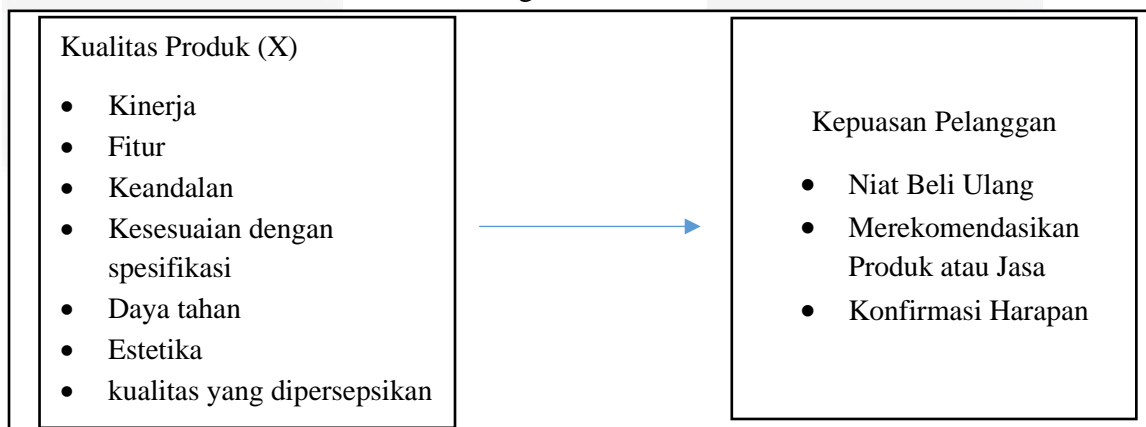 Kualitas Produk (X)
• Kinerja
• Fitur
• Keandalan
• Kesesuaian dengan
spesifikasi
• Daya tahan
• Estetika
• kualitas yang dipersepsikan
Kepuasan Pelanggan
• Niat Beli Ulang
• Merekomendasikan
Produk atau Jasa
• Konfirmasi Harapan